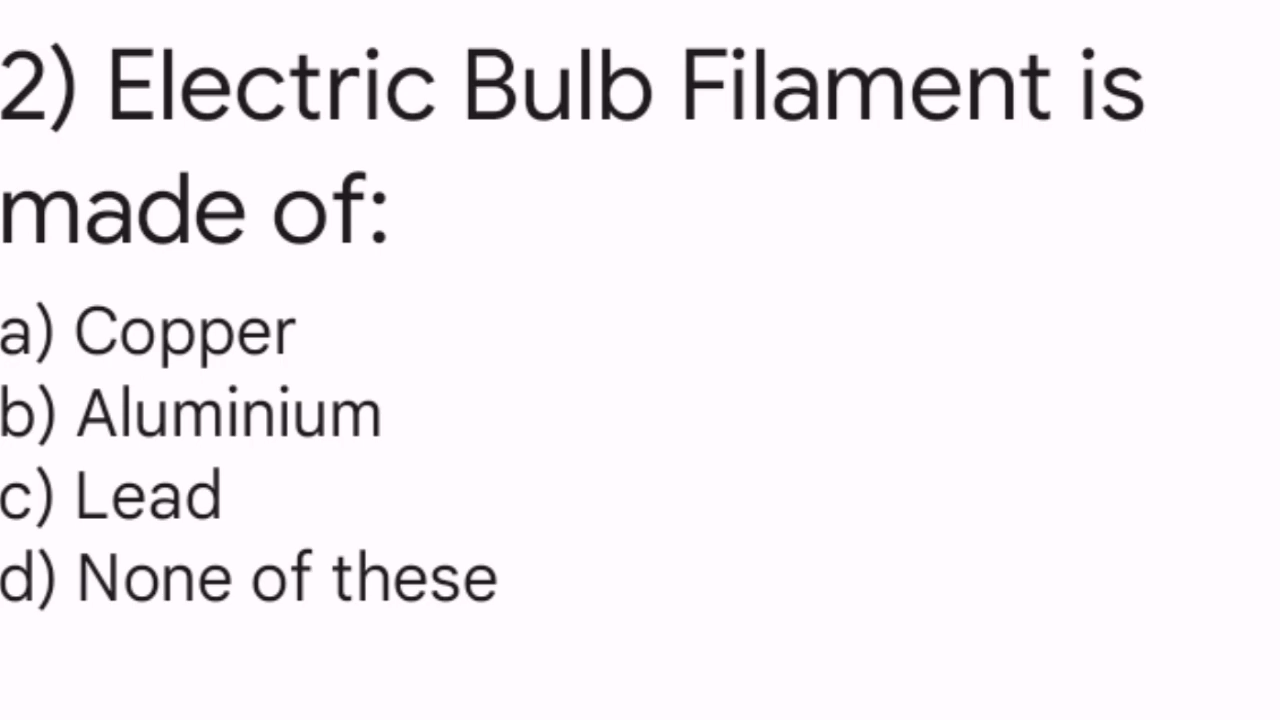 2) Electric Bulb Filament is
made of:
a) Copper
b) Aluminium
c) Lead
d) None of these